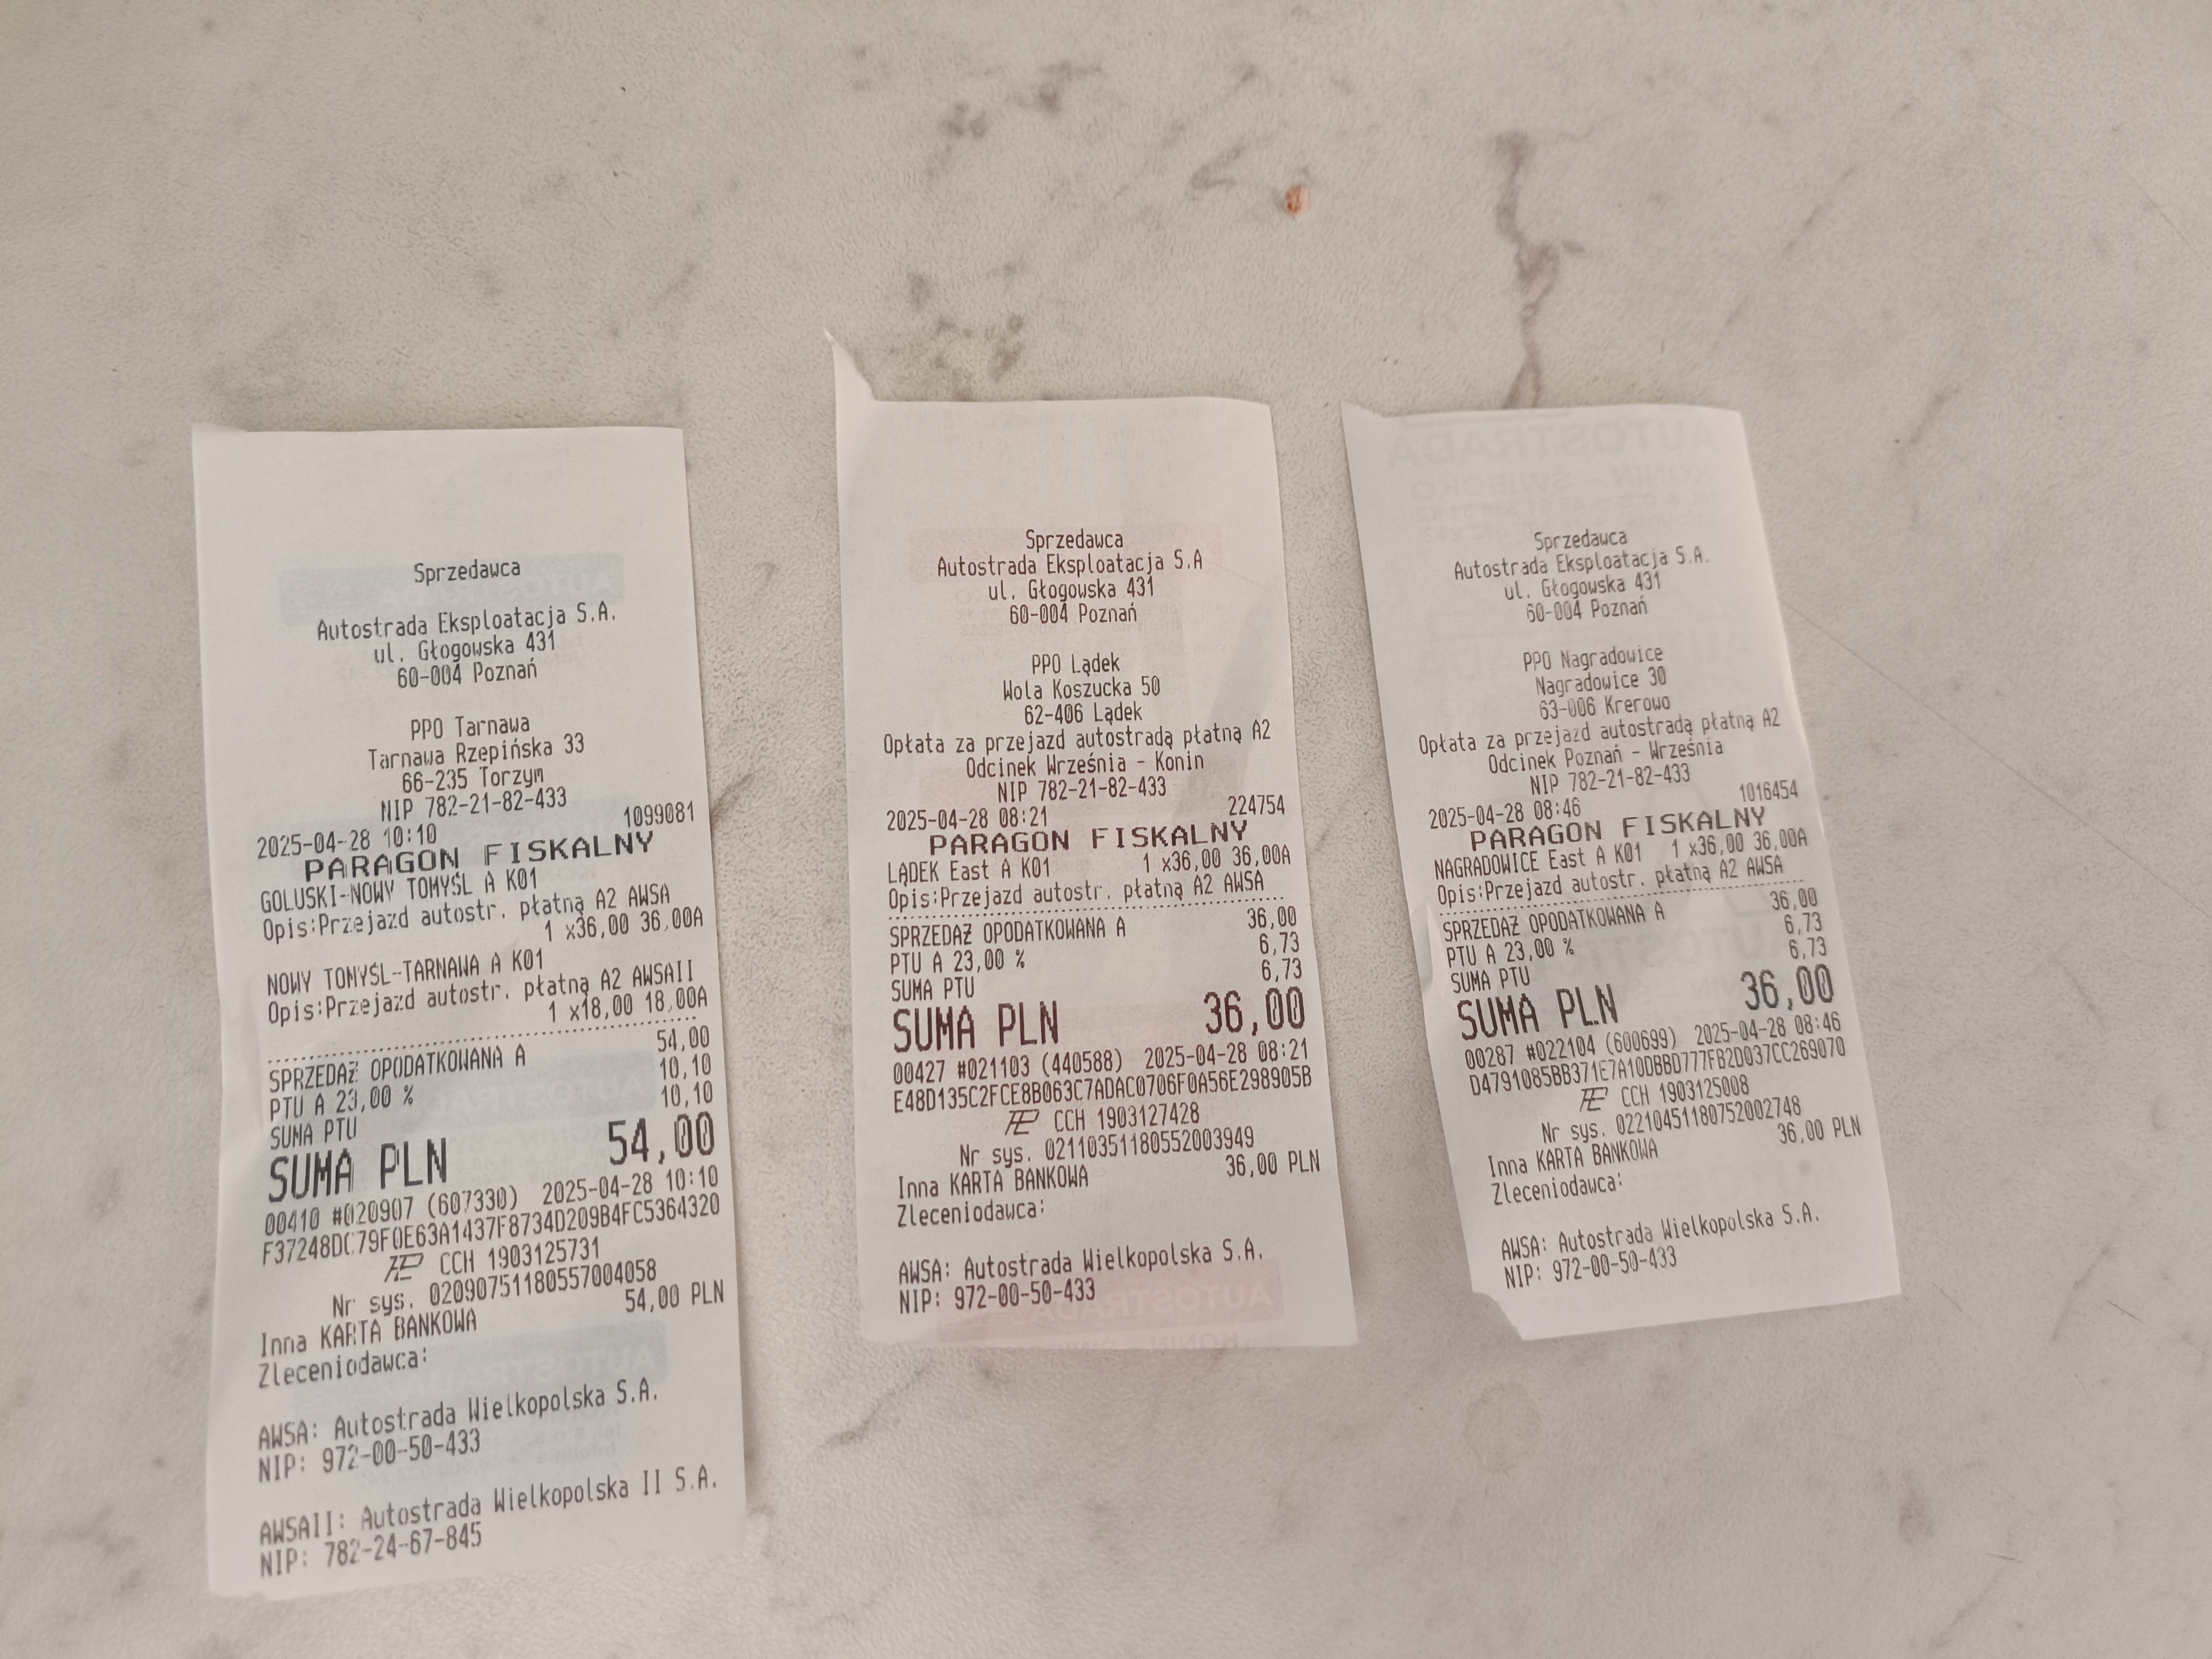 Sprzedawca
Autostrada Eksploatacja S.A.
ul. Głogowska 431
60-004 Poznań
PPO Tarnawa
Tarnawa Rzepińska 33
66-235 Torzym
NIP 782-21-82-433
2025-04-28 10:10 1099081
PARAGON FISKALNY
GOLUSKI-NOWY TOMYŚL A K01
Opis:Przejazd autostr. płatną A2 AWSA
1 x36,00 36,00A
NOWY TOMYŚL-TARNAWA A K01
Opis:Przejazd autostr. płatną A2 AWSAII
1 x18,00 18,00A
SPRZEDAż OPODATKOWANA A 54,00
PTU A 23,00 % 10,10
SUMA PTU 10,10
SUMA PLN 54,00
00410 #020907 (607330) 2025-04-28 10:10
F37248DC79F0E63A1437F8734D209B4FC5364320
CCH 1903125731
Nr sys. 02090751180557004058
Inna KARTA BANKOWA 54,00 PLN
Zleceniodawca:
AWSA: Autostrada Wielkopolska S.A.
NIP: 972-00-50-433
AWSAII: Autostrada Wielkopolska II S.A.
NIP: 782-24-67-845
Sprzedawca
Autostrada Eksploatacja S.A
ul. Głogowska 431
60-004 Poznań
PPO Lądek
Wola Koszucka 50
62-406 Lądek
Opłata za przejazd autostradą płatną A2
Odcinek Września - Konin
NIP 782-21-82-433
2025-04-28 08:21 224754
PARAGON FISKALNY
LĄDEK East A K01 1 x36,00 36,00A
Opis:Przejazd autostr. płatną A2 AWSA
SPRZEDAŻ OPODATKOWANA A 36,00
PTU A 23,00 % 6,73
SUMA PTU 6,73
SUMA PLN 36,00
00427 #021103 (440588) 2025-04-28 08:21
E48D135C2FCE8B063C7ADAC0706F0A56E298905B
CCH 1903127428
Nr sys. 02110351180552003949
Inna KARTA BANKOWA 36,00 PLN
Zleceniodawca:
AWSA: Autostrada Wielkopolska S.A.
NIP: 972-00-50-433
Sprzedawca
Autostrada Eksploatacja S.A.
ul. Głogowska 431
60-004 Poznań
PPO Nagradowice
Nagradowice 30
63-006 Krerowo
Opłata za przejazd autostradą płatną A2
Odcinek Poznań - Września
NIP 782-21-82-433
2025-04-28 08:46 1016454
PARAGON FISKALNY
NAGRADOWICE East A K01 1 x36,00 36,00A
Opis:Przejazd autostr. płatną A2 AWSA
SPRZEDAŻ OPODATKOWANA A 36,00
PTU A 23,00 % 6,73
SUMA PTU 6,73
SUMA PLN 36,00
00287 #022104 (600699) 2025-04-28 08:46
D4791085BB371E7A10DBBD777FB2D037CC269070
CCH 1903125008
Nr sys. 02210451180752002748
Inna KARTA BANKOWA 36,00 PLN
Zleceniodawca:
AWSA: Autostrada Wielkopolska S.A.
NIP: 972-00-50-433